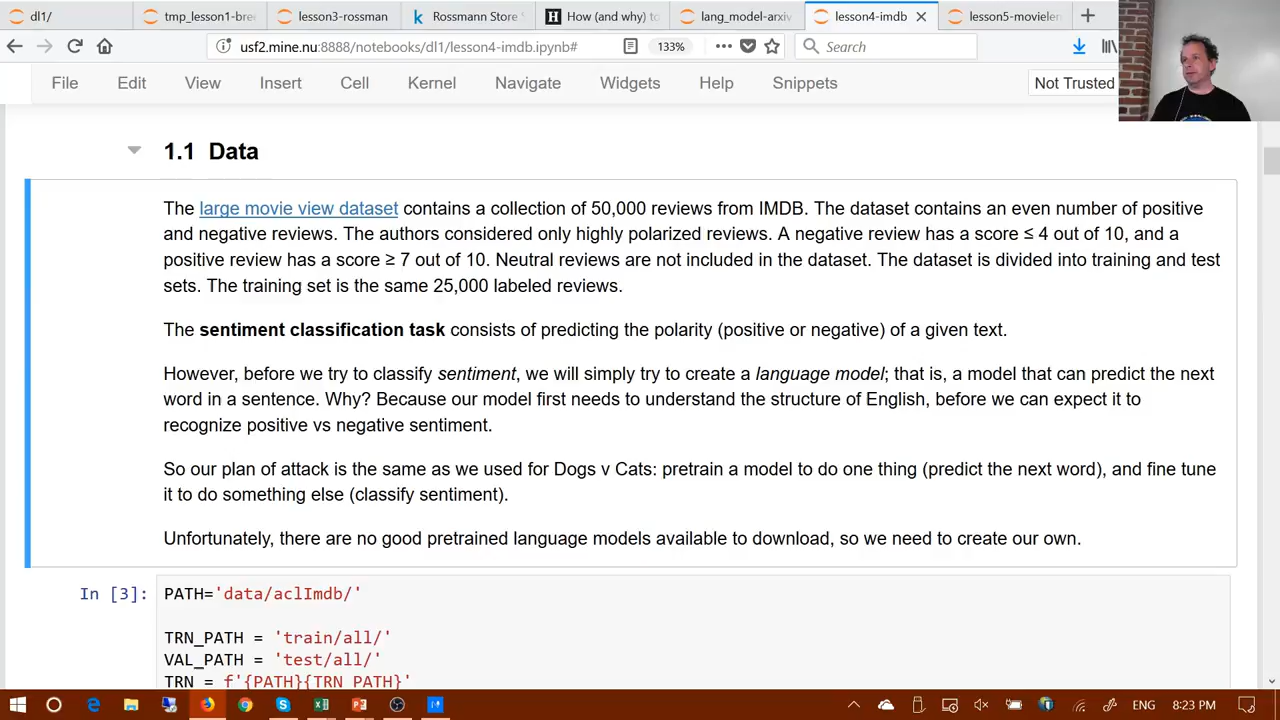 dl1/
tmp_lesson1-bree
lesson3-rossman
Rossmann Store
How (and why) to
lang_model-arxiv
lesson4-imdb
lesson5-movielens
usf2.mine.nu:8888/notebooks/dl1/lesson4-imdb.ipynb#
133%
Search
File Edit View Insert Cell Kernel Navigate Widgets Help Snippets Not Trusted
1.1 Data
The large movie view dataset contains a collection of 50,000 reviews from IMDB. The dataset contains an even number of positive
and negative reviews. The authors considered only highly polarized reviews. A negative review has a score ≤ 4 out of 10, and a
positive review has a score ≥ 7 out of 10. Neutral reviews are not included in the dataset. The dataset is divided into training and test
sets. The training set is the same 25,000 labeled reviews.
The sentiment classification task consists of predicting the polarity (positive or negative) of a given text.
However, before we try to classify sentiment, we will simply try to create a language model; that is, a model that can predict the next
word in a sentence. Why? Because our model first needs to understand the structure of English, before we can expect it to
recognize positive vs negative sentiment.
So our plan of attack is the same as we used for Dogs v Cats: pretrain a model to do one thing (predict the next word), and fine tune
it to do something else (classify sentiment).
Unfortunately, there are no good pretrained language models available to download, so we need to create our own.
In [3]: PATH='data/aclImdb/'
TRN_PATH = 'train/all/'
VAL_PATH = 'test/all/'
TRN = f'{PATH}{TRN_PATH}'
ENG 8:23 PM